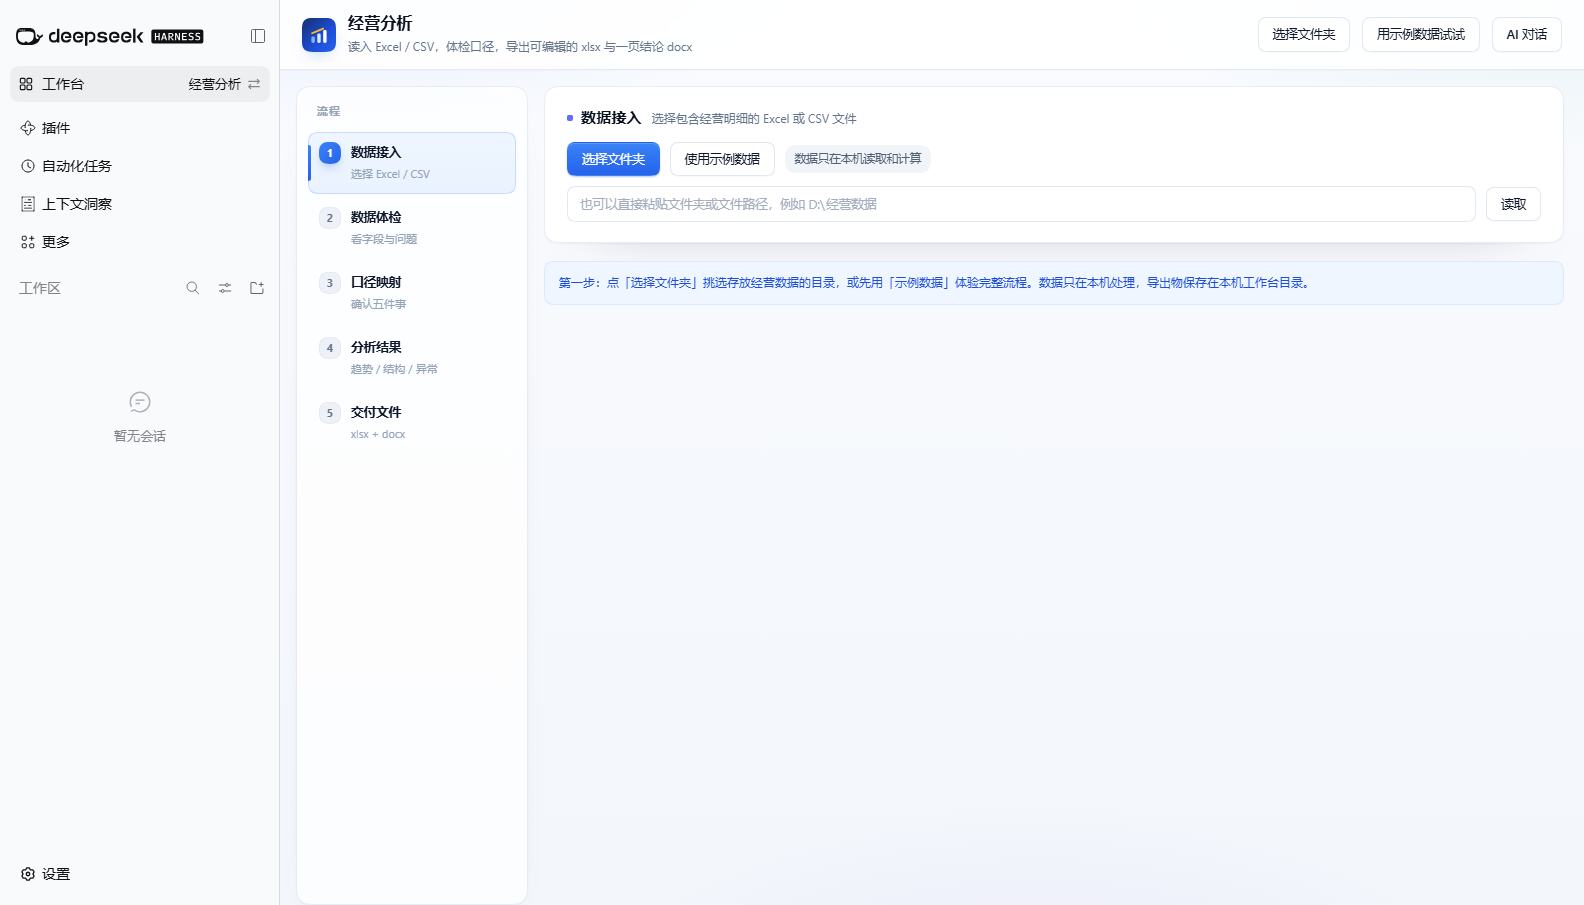 deepseek HARNESS
工作台
经营分析
插件
自动化任务
上下文洞察
更多
工作区
暂无会话
设置
经营分析
读入 Excel / CSV，体检口径，导出可编辑的 xlsx 与一页结论 docx
选择文件夹
用示例数据试试
AI 对话
流程
1 数据接入
选择 Excel / CSV
2 数据体检
看字段与问题
3 口径映射
确认五件事
4 分析结果
趋势 / 结构 / 异常
5 交付文件
xlsx + docx
数据接入 选择包含经营明细的 Excel 或 CSV 文件
选择文件夹
使用示例数据
数据只在本机读取和计算
也可以直接粘贴文件夹或文件路径，例如 D:\经营数据
读取
第一步：点「选择文件夹」挑选存放经营数据的目录，或先用「示例数据」体验完整流程。数据只在本机处理，导出物保存在本机工作台目录。